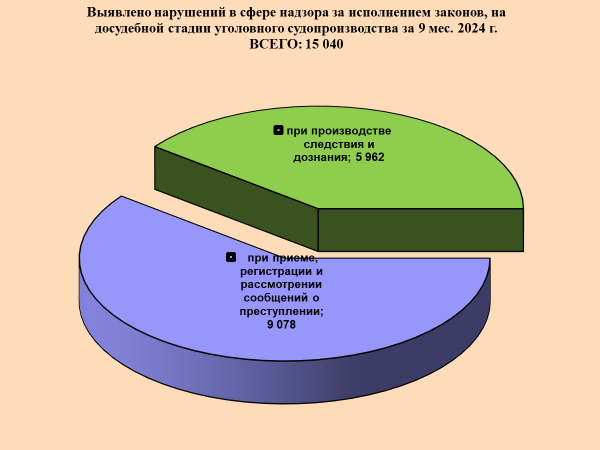 Выявлено нарушений в сфере надзора за исполнением законов, на
досудебной стадии уголовного судопроизводства за 9 мес. 2024 г.
ВСЕГО: 15 040
при производстве
следствия и
дознания; 5 962
при приеме,
регистрации и
рассмотрении
сообщений о
преступлении;
9 078